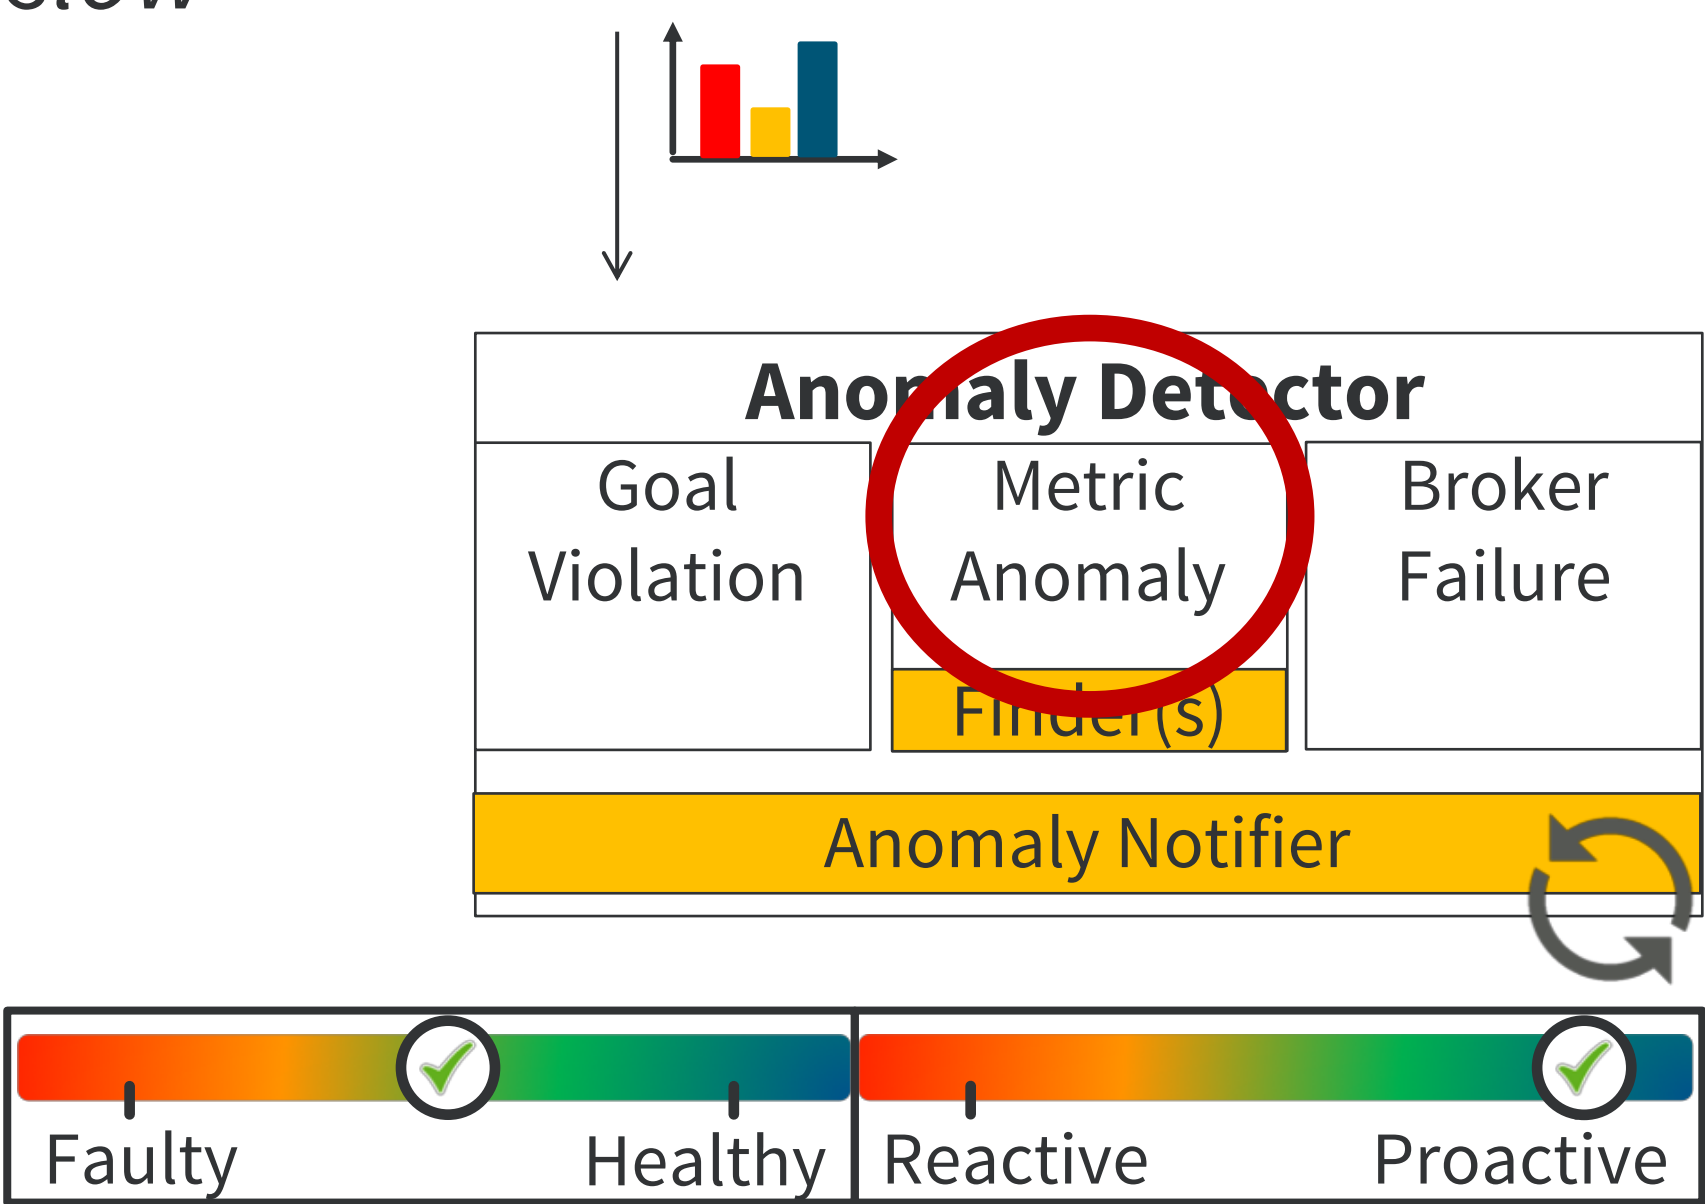 Anomaly Detector
Goal
Violation
Metric
Anomaly
Finder(s)
Broker
Failure
Anomaly Notifier
Faulty
Healthy
Reactive
Proactive